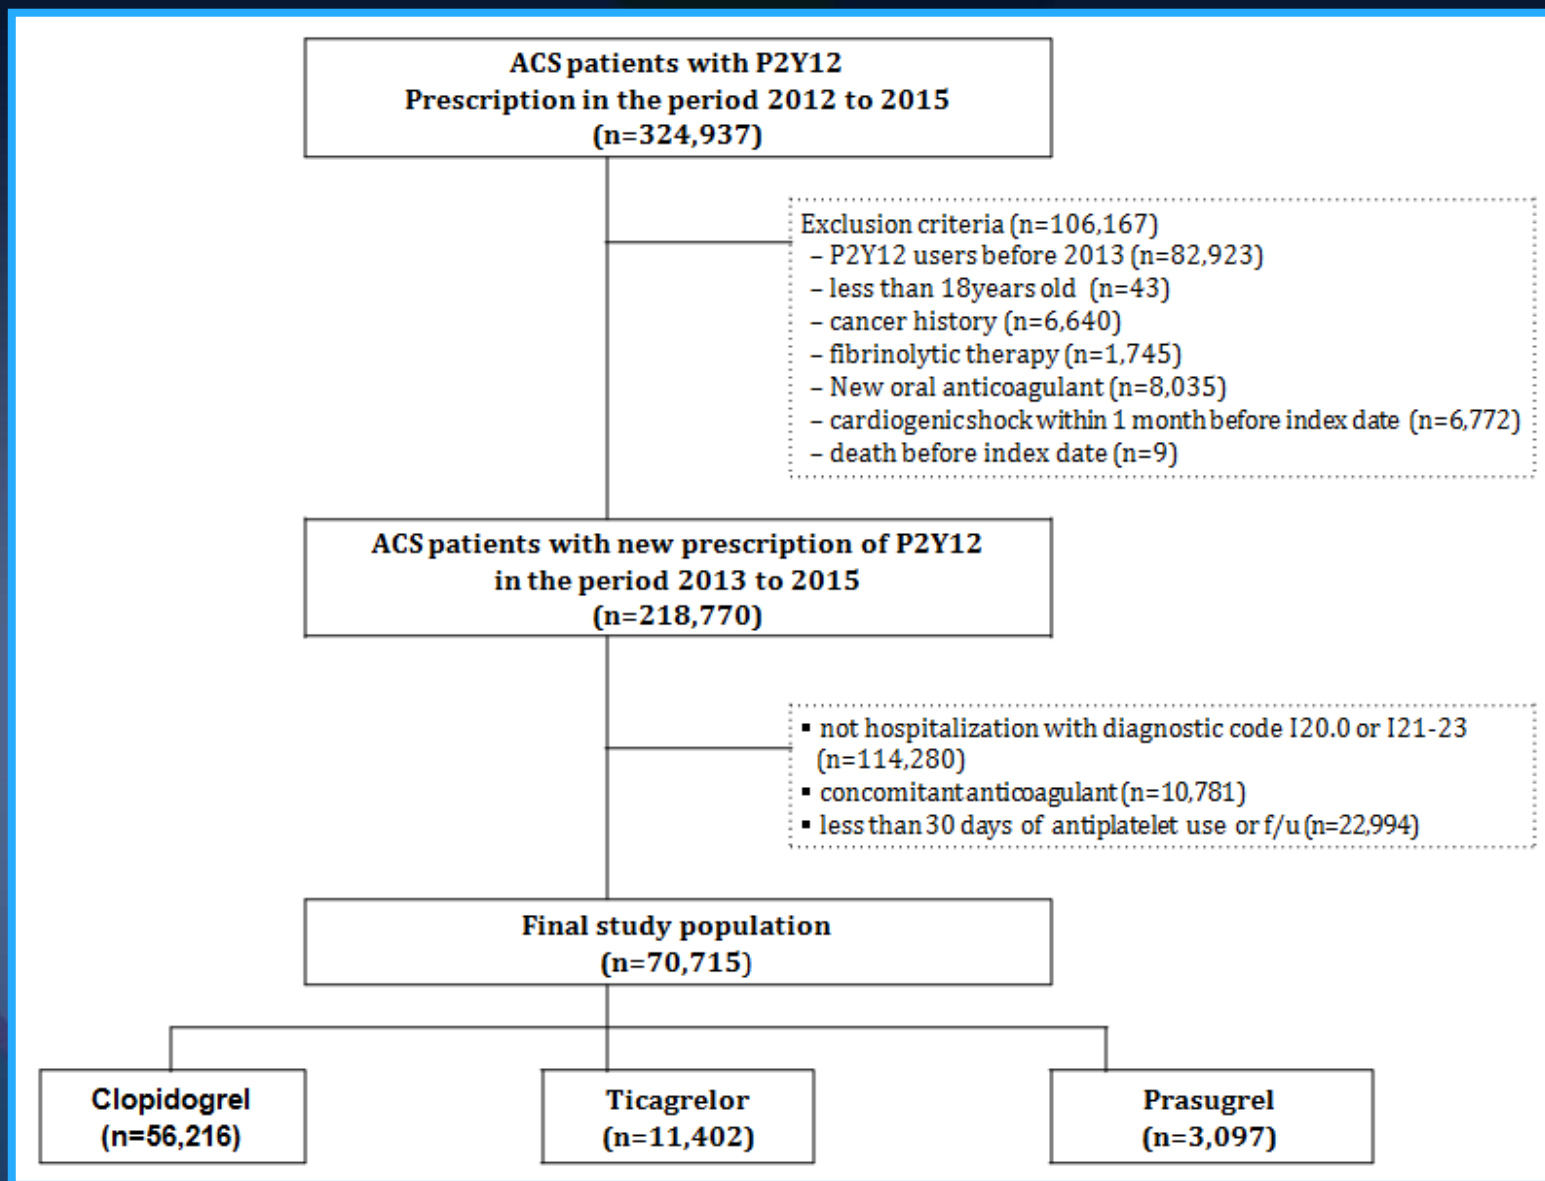 ACS patients with P2Y12
Prescription in the period 2012 to 2015
(n=324,937)
Exclusion criteria (n=106,167)
– P2Y12 users before 2013 (n=82,923)
– less than 18years old (n=43)
– cancer history (n=6,640)
– fibrinolytic therapy (n=1,745)
– New oral anticoagulant (n=8,035)
– cardiogenic shock within 1 month before index date (n=6,772)
– death before index date (n=9)
ACS patients with new prescription of P2Y12
in the period 2013 to 2015
(n=218,770)
▪ not hospitalization with diagnostic code I20.0 or I21-23
(n=114,280)
▪ concomitant anticoagulant (n=10,781)
▪ less than 30 days of antiplatelet use or f/u (n=22,994)
Final study population
(n=70,715)
Clopidogrel
(n=56,216)
Ticagrelor
(n=11,402)
Prasugrel
(n=3,097)